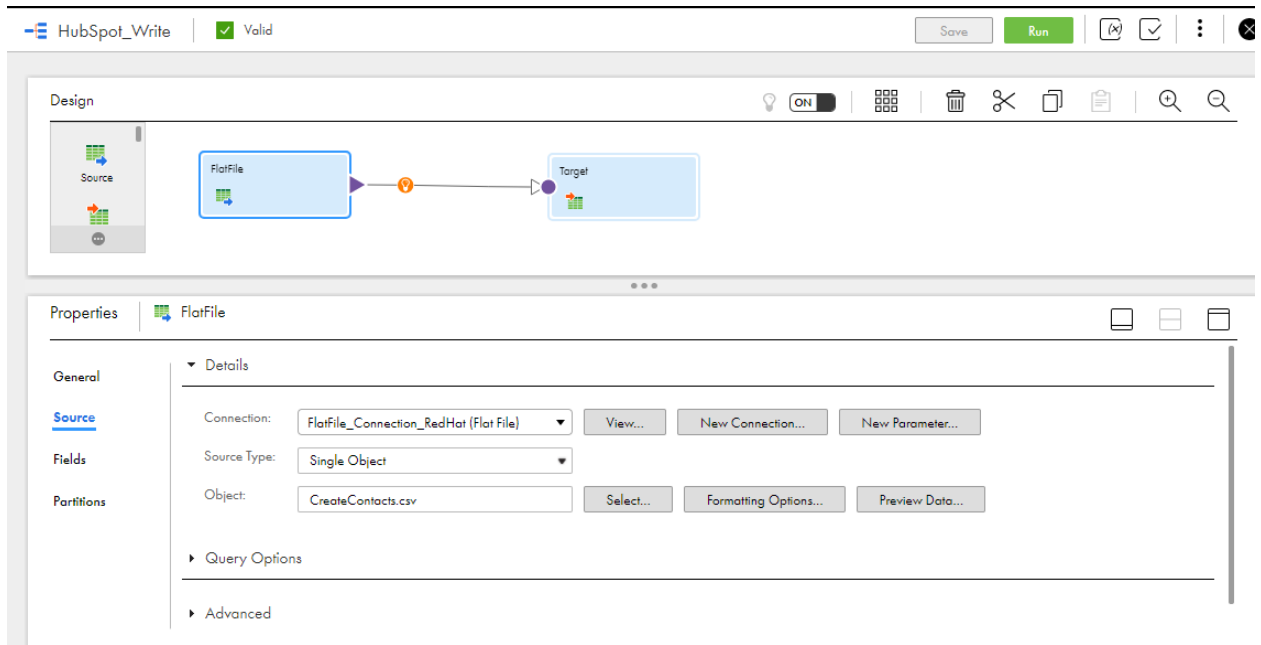 HubSpot_Write Valid Save Run (x)
Design ON
Source FlatFile Target
Properties FlatFile
General Details
Source Connection: FlatFile_Connection_RedHat (Flat File) View... New Connection... New Parameter...
Fields Source Type: Single Object
Partitions Object: CreateContacts.csv Select... Formatting Options... Preview Data...
Query Options
Advanced